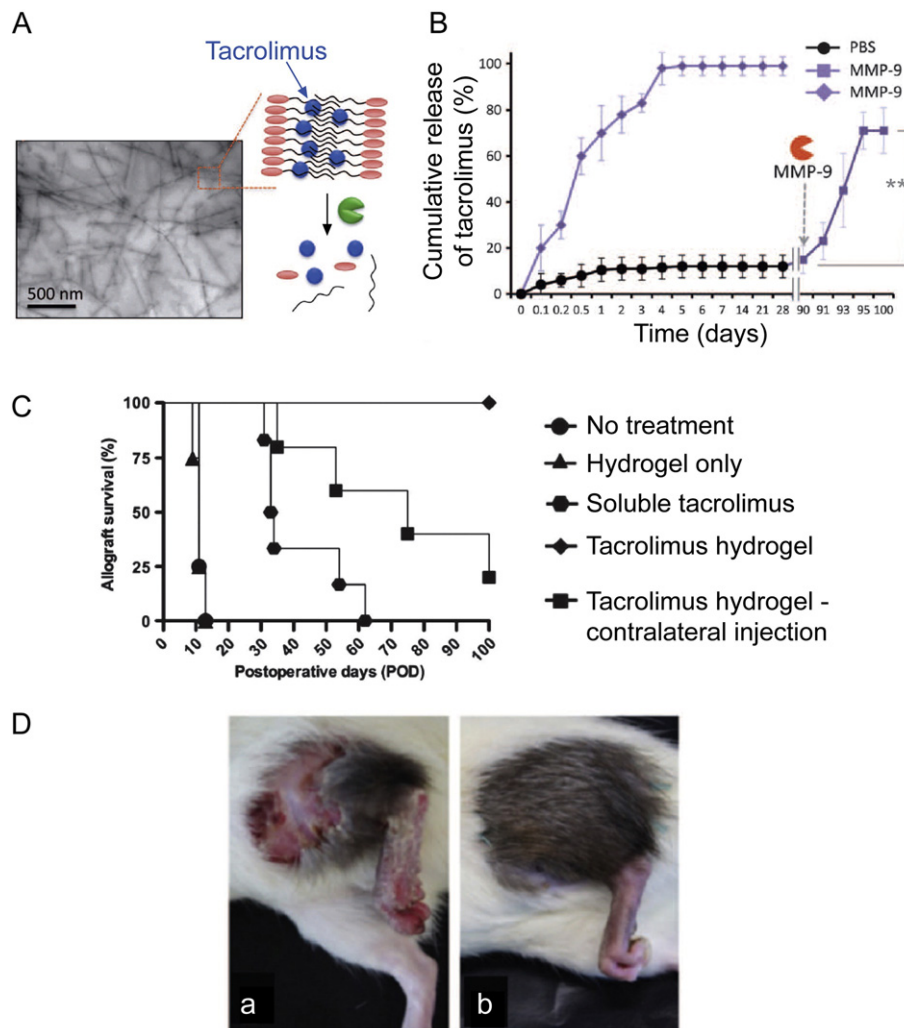 A
Tacrolimus
500 nm
B
Cumulative release
of tacrolimus (%)
100
80
60
40
20
0
PBS
MMP-9
MMP-9
MMP-9
**
0 0.1 0.2 0.5 1 2 3 4 5 6 7 14 21 28 90 91 93 95 100
Time (days)
C
Allograft survival (%)
100
75
50
25
0
0 10 20 30 40 50 60 70 80 90 100
Postoperative days (POD)
No treatment
Hydrogel only
Soluble tacrolimus
Tacrolimus hydrogel
Tacrolimus hydrogel -
contralateral injection
D
a
b